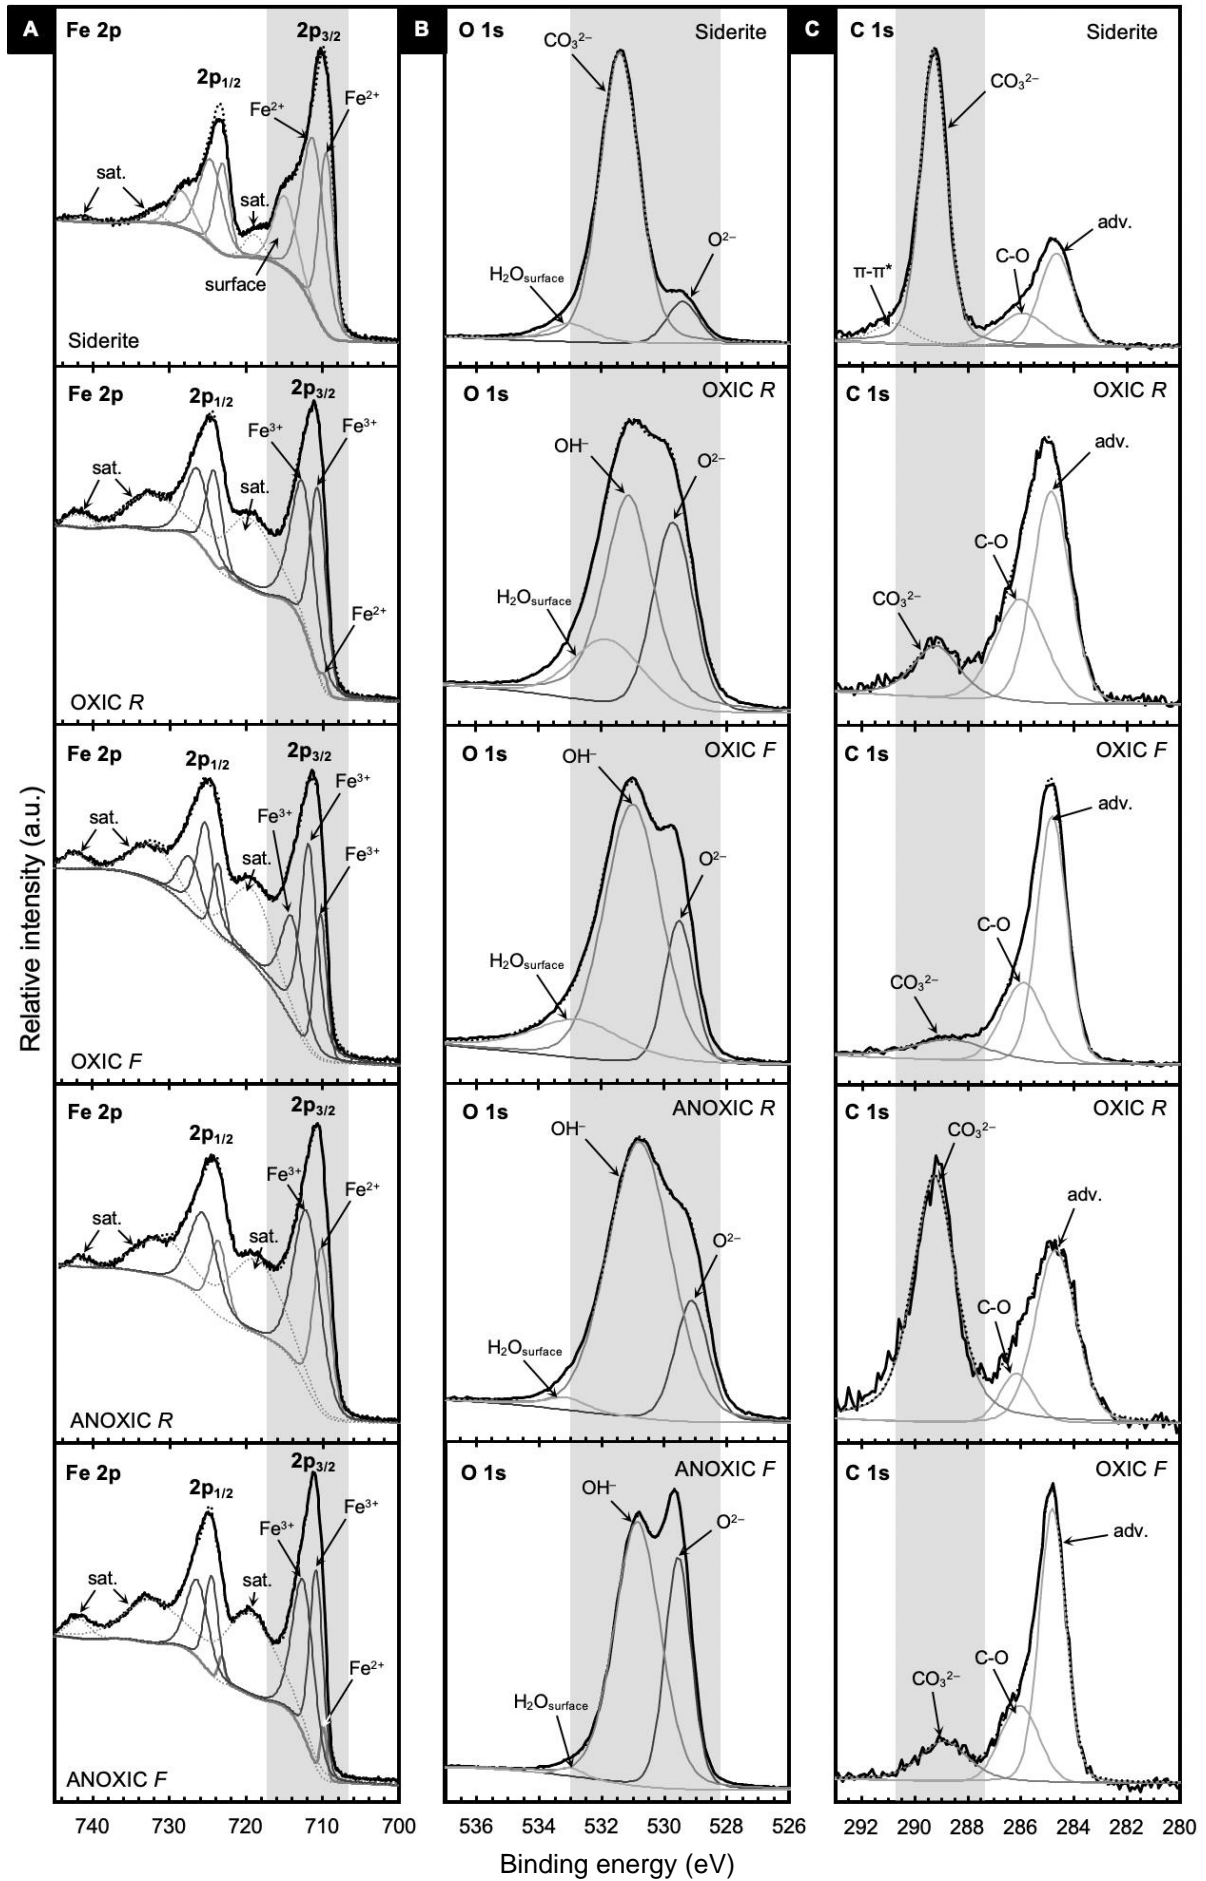 A
Fe 2p
2p3/2
2p1/2
Fe2+
Fe2+
sat.
sat.
surface
Siderite
B
O 1s
Siderite
CO32−
O2−
H2Osurface
C
C 1s
Siderite
CO32−
adv.
C-O
π-π*
Fe 2p
2p1/2
2p3/2
Fe3+
Fe3+
sat.
sat.
Fe2+
OXIC R
O 1s
OXIC R
OH−
O2−
H2Osurface
C 1s
OXIC R
adv.
C-O
CO32−
Fe 2p
2p1/2
2p3/2
Fe3+
Fe3+
Fe3+
sat.
sat.
OXIC F
O 1s
OXIC F
OH−
O2−
H2Osurface
C 1s
OXIC F
adv.
C-O
CO32−
Fe 2p
2p1/2
2p3/2
Fe3+
Fe2+
sat.
sat.
ANOXIC R
O 1s
ANOXIC R
OH−
O2−
H2Osurface
C 1s
OXIC R
CO32−
adv.
C-O
Fe 2p
2p1/2
2p3/2
Fe3+
Fe3+
sat.
sat.
Fe2+
ANOXIC F
O 1s
ANOXIC F
OH−
O2−
H2Osurface
C 1s
OXIC F
adv.
C-O
CO32−
Relative intensity (a.u.)
740 730 720 710 700
536 534 532 530 528 526
292 290 288 286 284 282 280
Binding energy (eV)